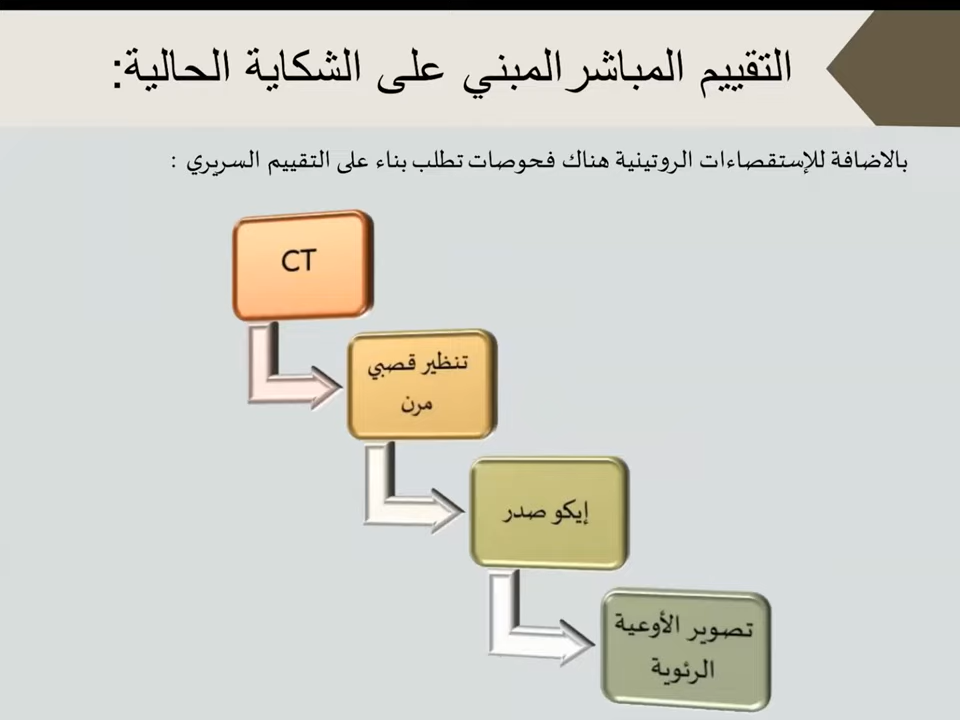 التقييم المباشر المبني على الشكاية الحالية:
بالاضافة للإستقصاءات الروتينية هناك فحوصات تطلب بناء على التقييم السريري :
CT
تنظير قصبي
مرن
إيكو صدر
تصوير الأوعية
الرئوية